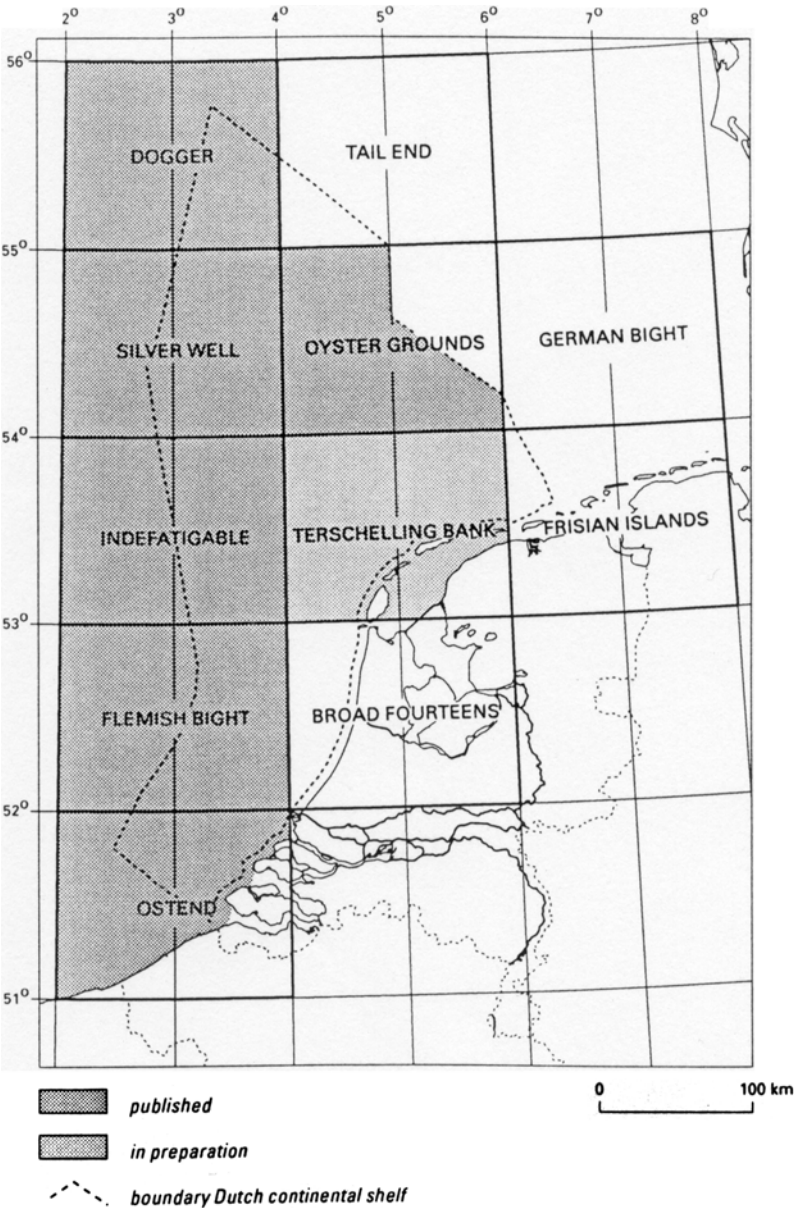 2° 3° 4° 5° 6° 7° 8°
56°
DOGGER TAIL END
55°
SILVER WELL OYSTER GROUNDS GERMAN BIGHT
54°
INDEFATIGABLE TERSCHELLING BANK FRISIAN ISLANDS
53°
FLEMISH BIGHT BROAD FOURTEENS
52°
OSTEND
51°
published
0 100 km
in preparation
boundary Dutch continental shelf